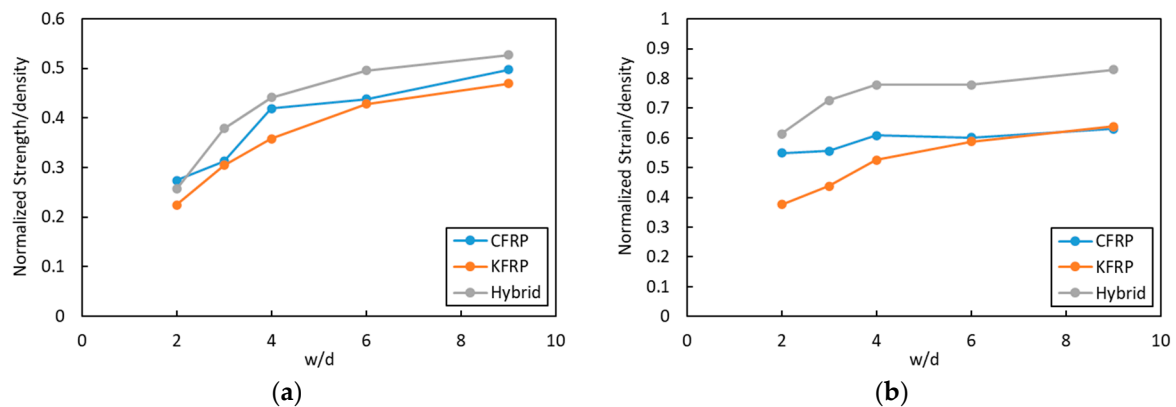 Normalized Strength/density
0.6
0.5
0.4
0.3
0.2
0.1
0
0 2 4 6 8 10
w/d
CFRP
KFRP
Hybrid
(a)
Normalized Strain/density
1
0.9
0.8
0.7
0.6
0.5
0.4
0.3
0.2
0.1
0
0 2 4 6 8 10
w/d
CFRP
KFRP
Hybrid
(b)